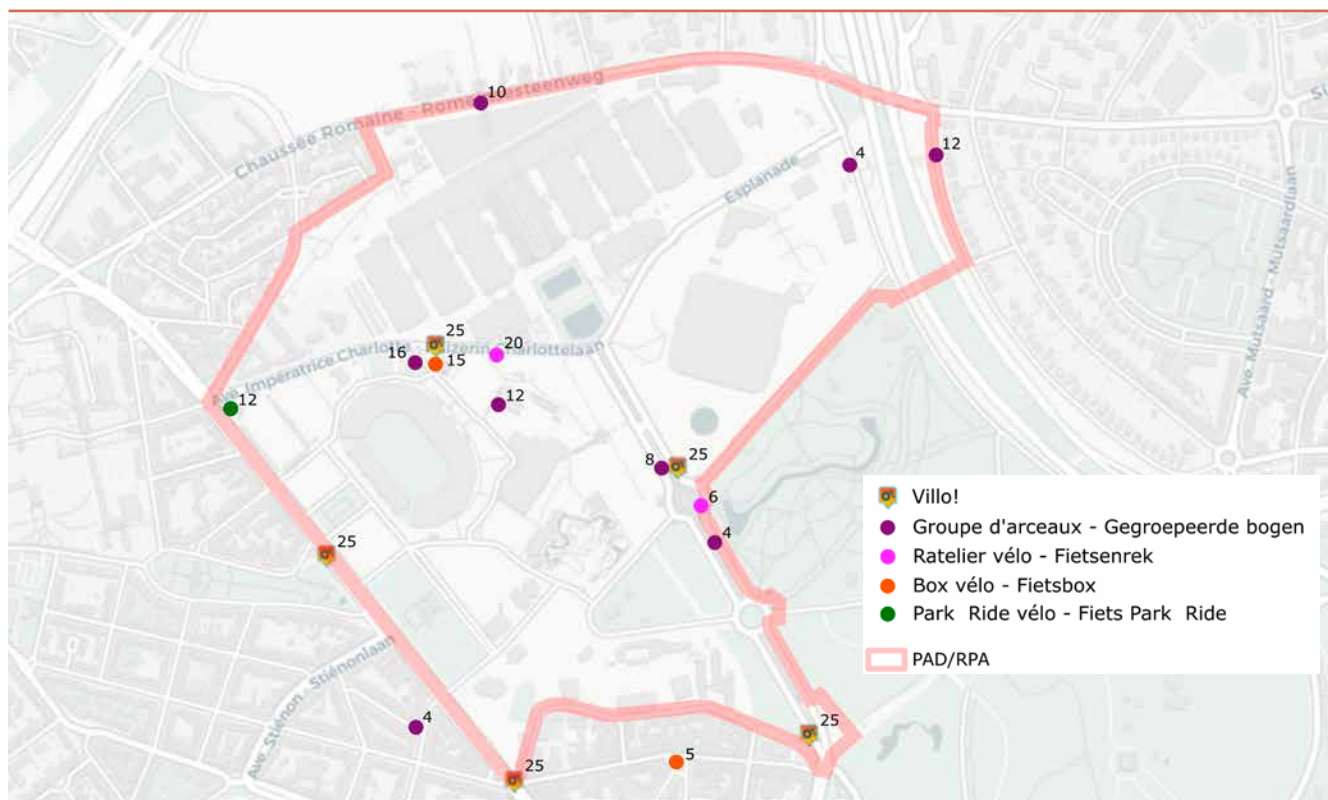 10
Chaussée Romaine - Romeinsesteenweg
4
12
Esplanade
Ave. Mutsaard - Mutsaardlaan
25
16
15
20
Ave. Impératrice Charlotte - Keizerin Charlottelaan
12
12
8
25
6
4
25
Ave. Stiénon - Stiénonlaan
4
25
5
25
Villo!
Groupe d'arceaux - Gegroepeerde bogen
Ratelier vélo - Fietsenrek
Box vélo - Fietsbox
Park Ride vélo - Fiets Park Ride
PAD/RPA